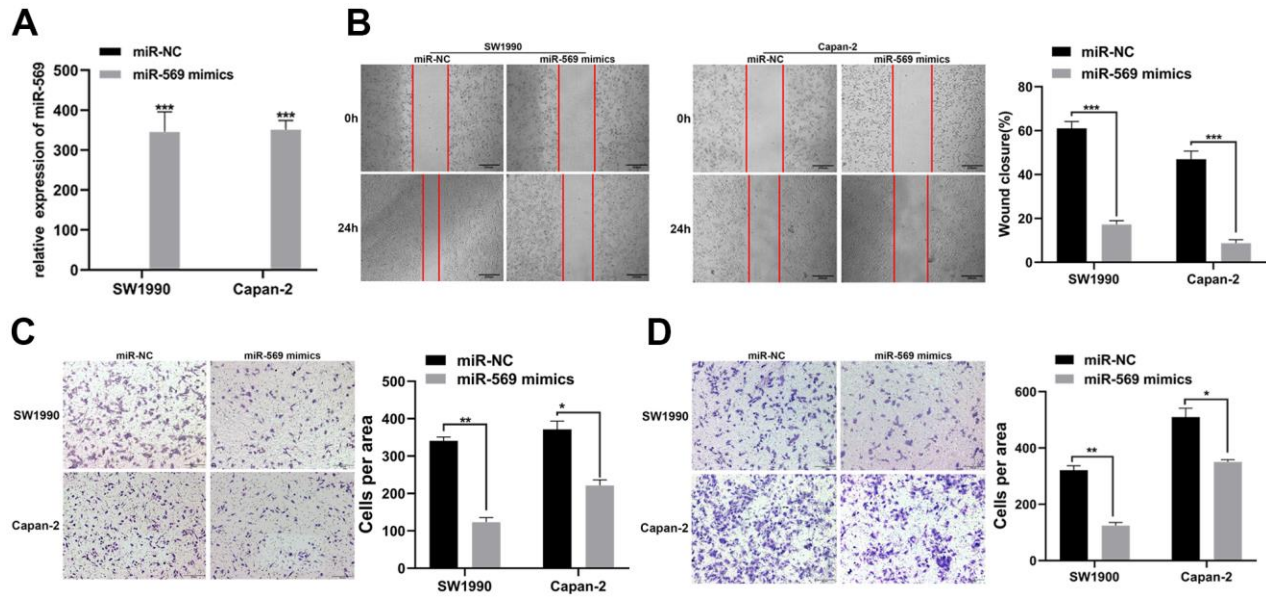 A
miR-NC
miR-569 mimics
relative expression of miR-569
500
400
300
200
100
0
***
***
SW1990
Capan-2
B
SW1990
miR-NC
miR-569 mimics
0h
24h
Capan-2
miR-NC
miR-569 mimics
0h
24h
miR-NC
miR-569 mimics
Wound closure(%)
80
60
40
20
0
***
***
SW1990
Capan-2
C
miR-NC
miR-569 mimics
SW1990
Capan-2
miR-NC
miR-569 mimics
Cells per area
500
400
300
200
100
0
**
*
SW1990
Capan-2
D
miR-NC
miR-569 mimics
SW1990
Capan-2
miR-NC
miR-569 mimics
Cells per area
600
400
200
0
**
*
SW1900
Capan-2